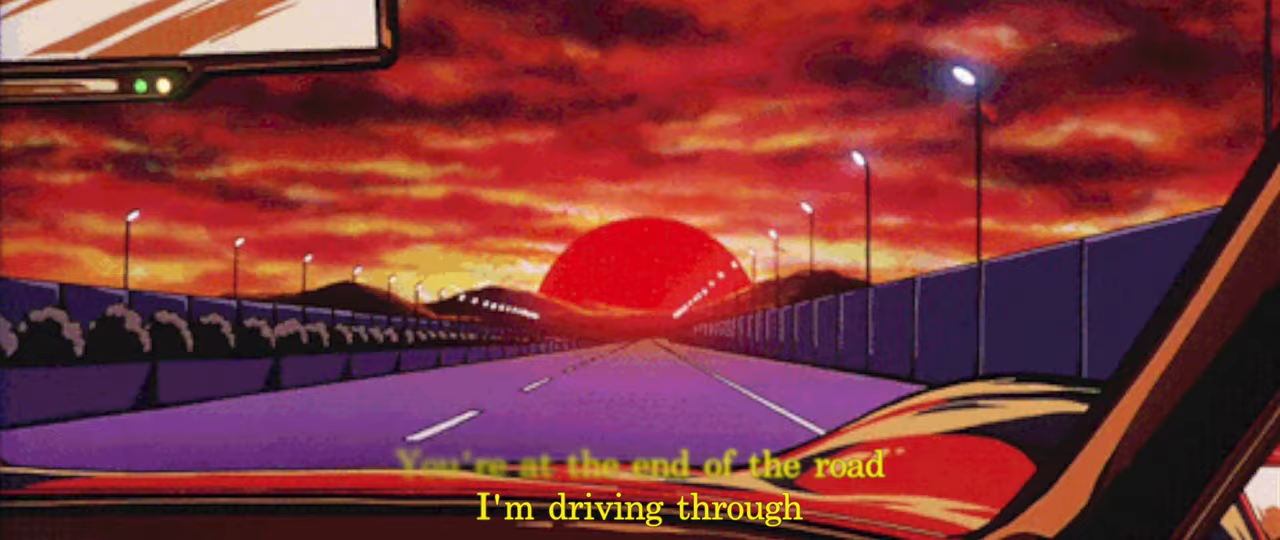 You're at the end of the road
I'm driving through